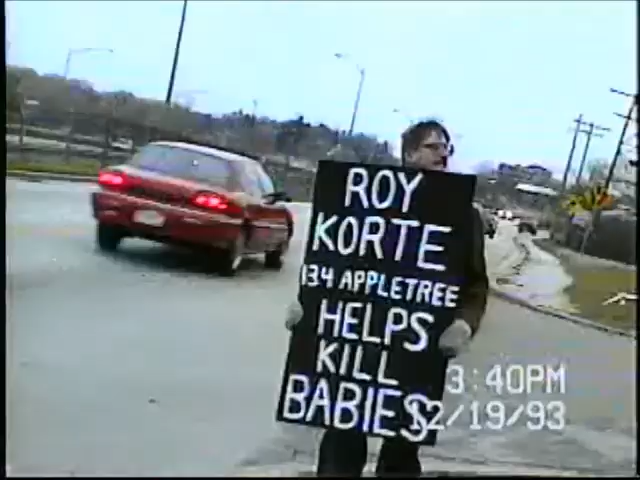 ROY
KORTE
134 APPLETREE
HELPS
KILL
BABIES
3:40PM
12/19/93